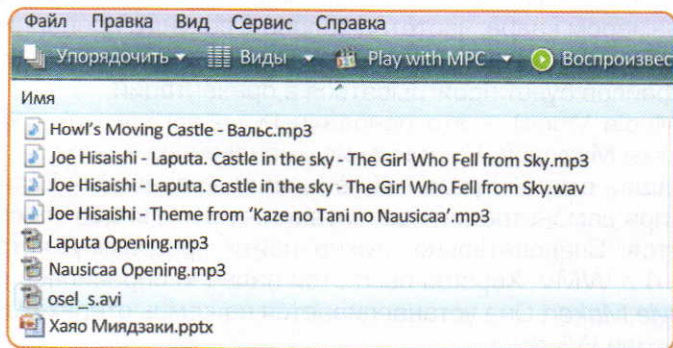 Файл Правка Вид Сервис Справка
Упорядочить Виды Play with MPC Воспроизвес
Имя
Howl's Moving Castle - Вальс.mp3
Joe Hisaishi - Laputa. Castle in the sky - The Girl Who Fell from Sky.mp3
Joe Hisaishi - Laputa. Castle in the sky - The Girl Who Fell from Sky.wav
Joe Hisaishi - Theme from ‘Kaze no Tani no Nausicaa’.mp3
Laputa Opening.mp3
Nausicaa Opening.mp3
osel_s.avi
Хаяо Миядзаки.pptx